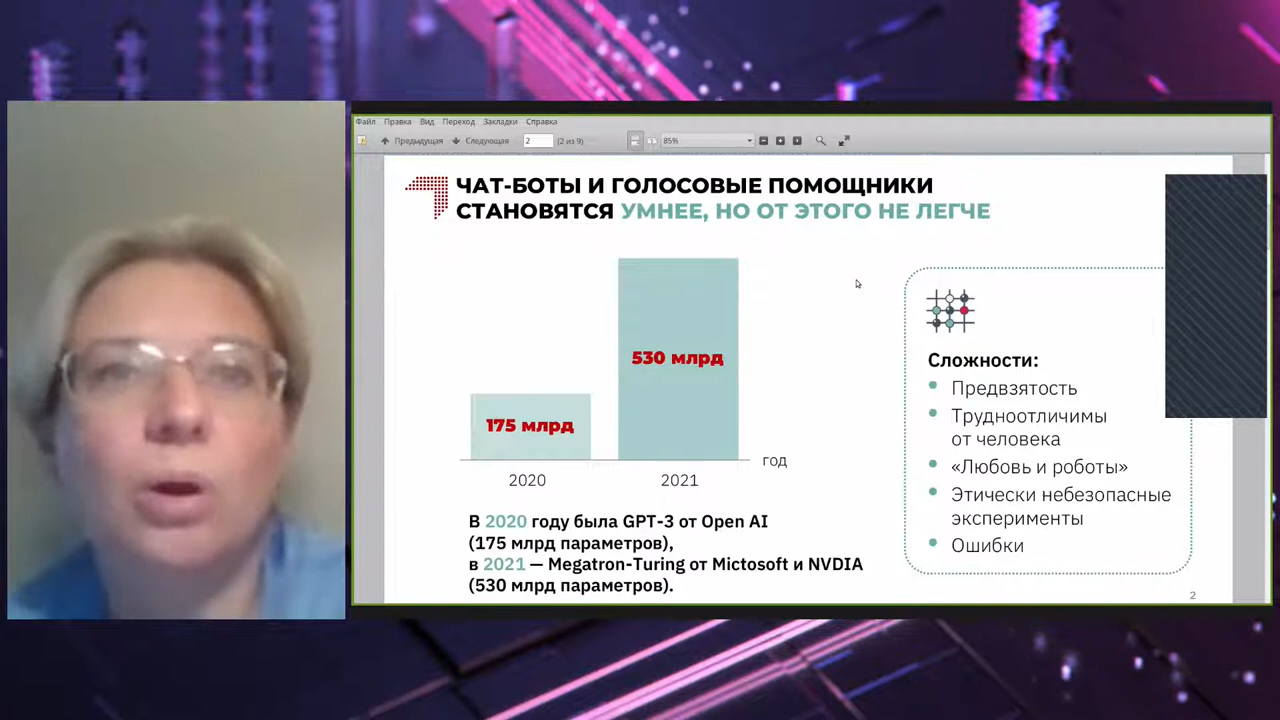 Файл Правка Вид Переход Закладки Справка
Предыдущая Следующая 2 (2 из 9) 85%
ЧАТ-БОТЫ И ГОЛОСОВЫЕ ПОМОЩНИКИ
СТАНОВЯТСЯ УМНЕЕ, НО ОТ ЭТОГО НЕ ЛЕГЧЕ
530 млрд
175 млрд
год
2020 2021
В 2020 году была GPT-3 от Open AI
(175 млрд параметров),
в 2021 — Megatron-Turing от Mictosoft и NVDIA
(530 млрд параметров).
Сложности:
Предвзятость
Трудноотличимы
от человека
«Любовь и роботы»
Этически небезопасные
эксперименты
Ошибки
2